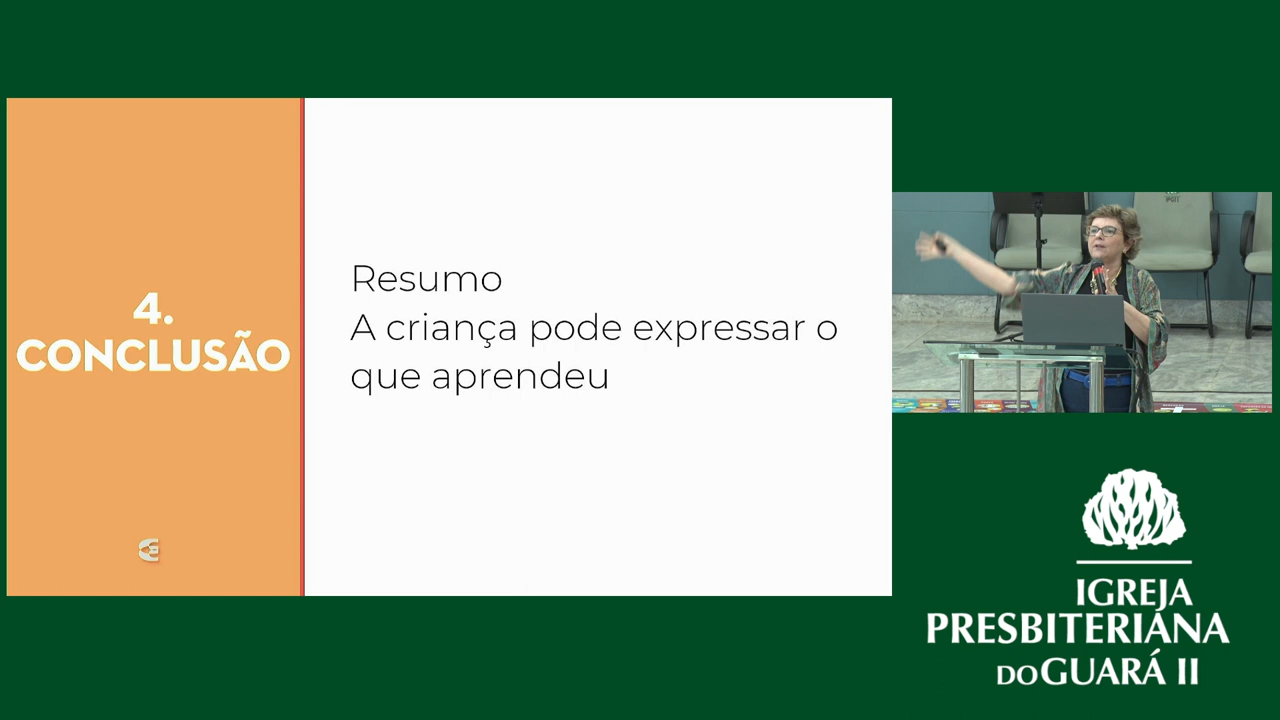 4.
CONCLUSÃO
Resumo
A criança pode expressar o
que aprendeu
IGREJA
PRESBITERIANA
DO GUARÁ II